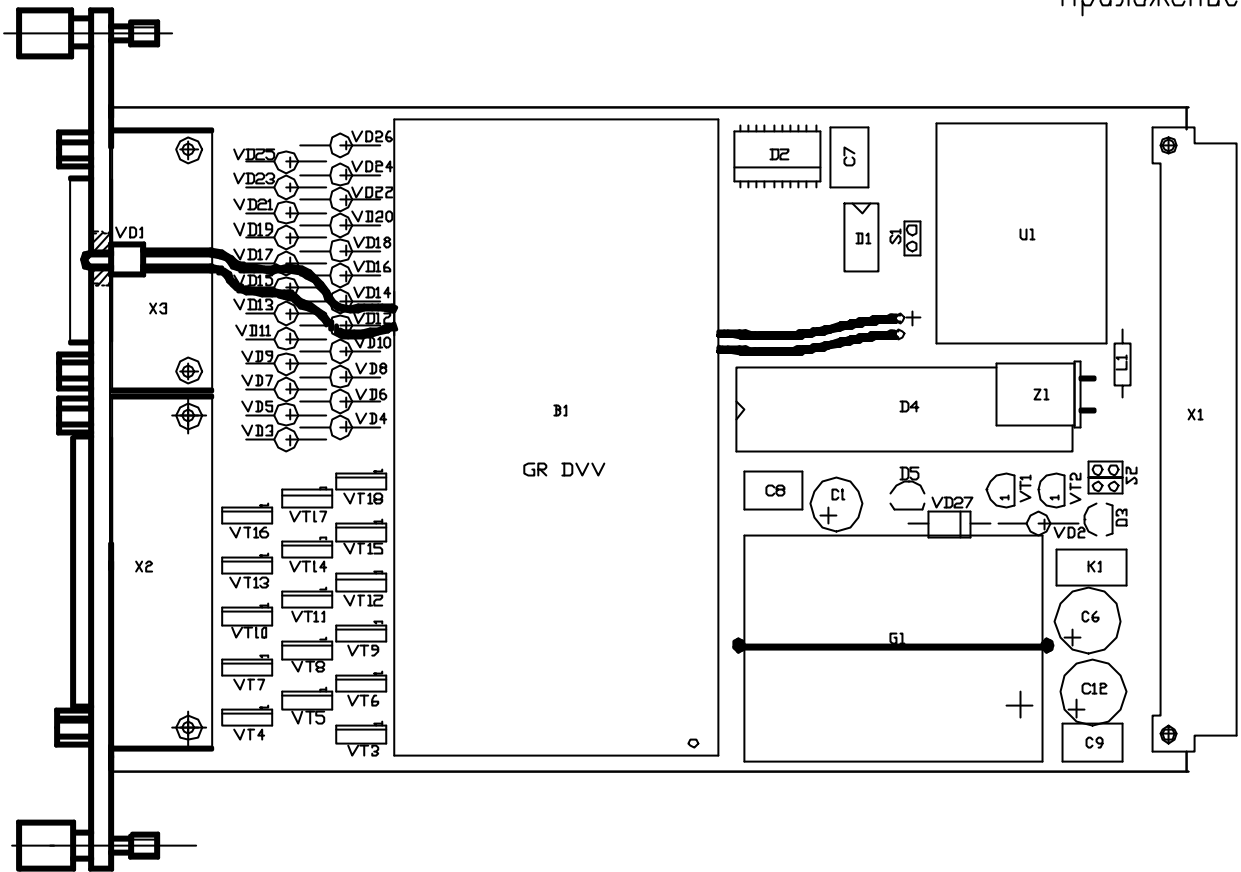 Приложение
VD26
VD25
VD24
VD23
VD22
VD21
VD20
VD19
VD18
VD17
VD16
VD15
VD14
VD13
VD12
VD11
VD10
VD9
VD8
VD7
VD6
VD5
VD4
VD3
VD1
X3
X2
VT18
VT17
VT16
VT15
VT14
VT13
VT12
VT11
VT10
VT9
VT8
VT7
VT6
VT5
VT4
VT3
B1
GR DVV
D2
C7
D1
S1
U1
L1
D4
Z1
X1
C8
C1
D5
VD27
1
VT1
1
VT2
S2
VD2
D3
K1
G1
C6
C12
C9